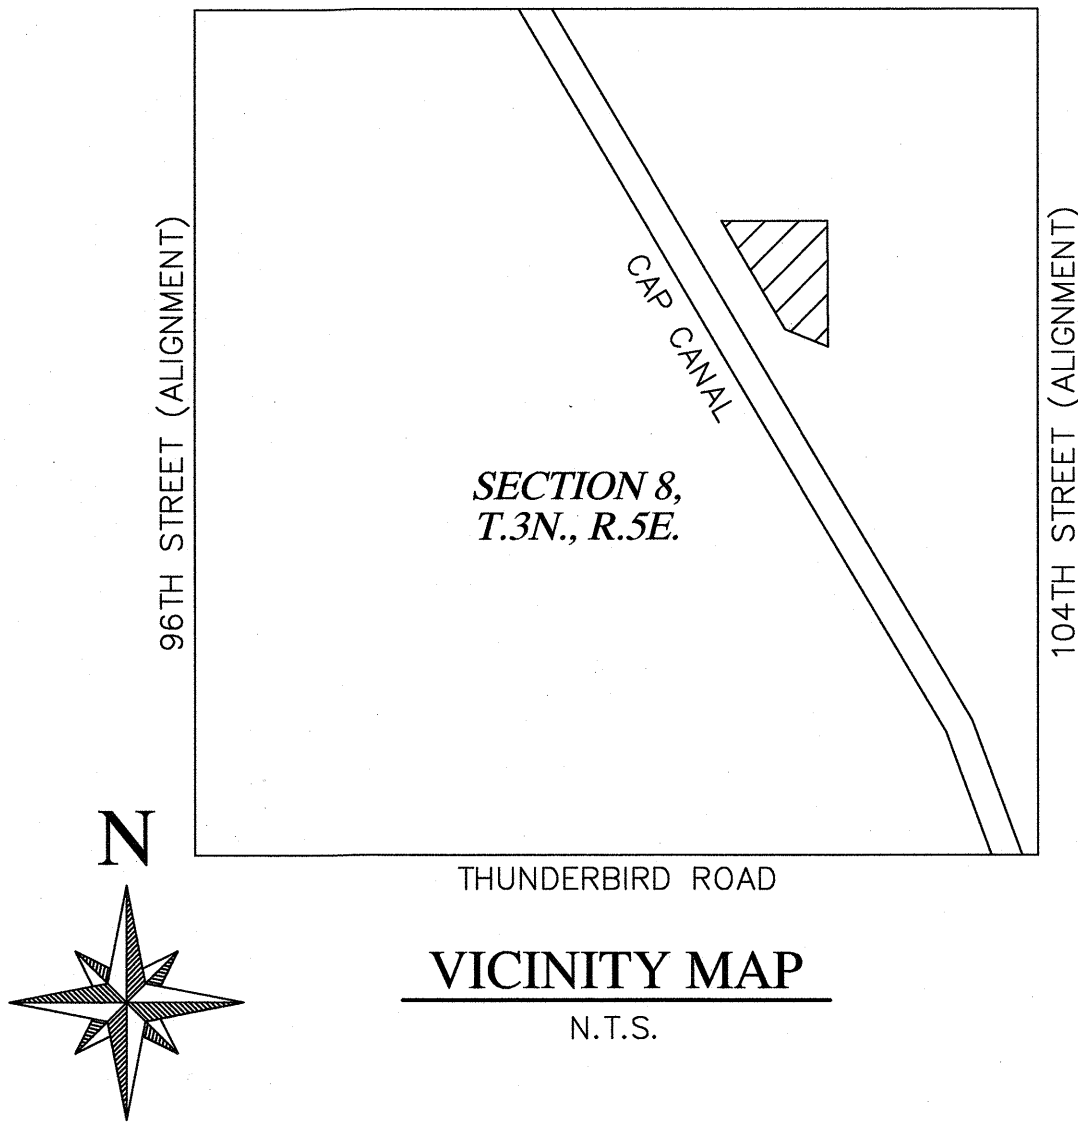 96TH STREET (ALIGNMENT)
CAP CANAL
104TH STREET (ALIGNMENT)
SECTION 8,
T.3N., R.5E.
N
THUNDERBIRD ROAD
VICINITY MAP
N.T.S.